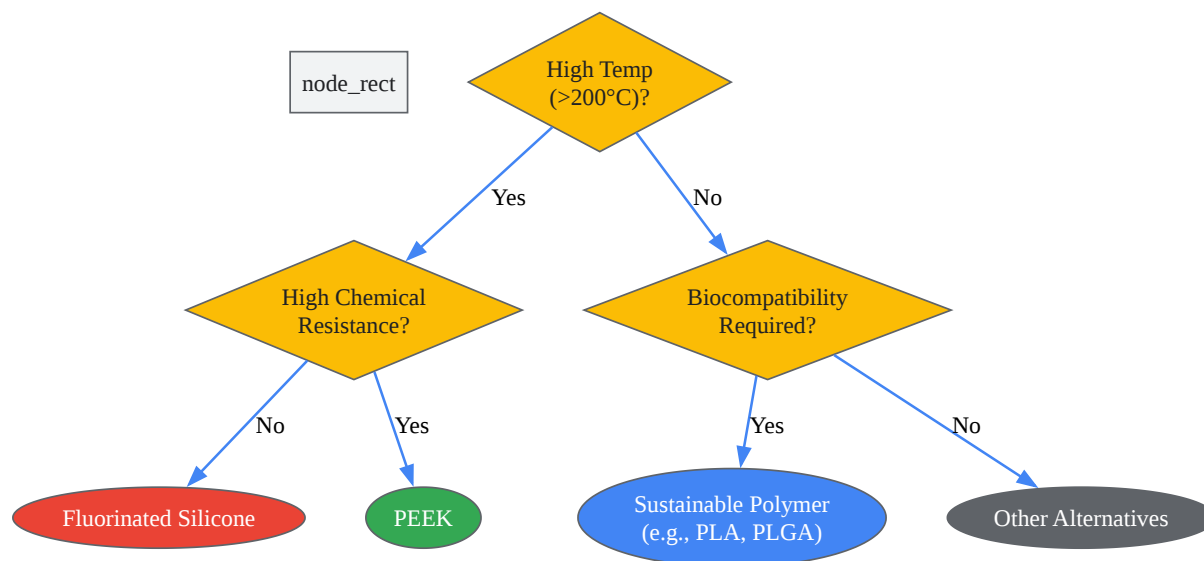 High Temp
(>200°C)?
node_rect
Yes
No
High Chemical
Resistance?
Biocompatibility
Required?
No
Yes
Yes
No
Fluorinated Silicone
PEEK
Sustainable Polymer
(e.g., PLA, PLGA)
Other Alternatives